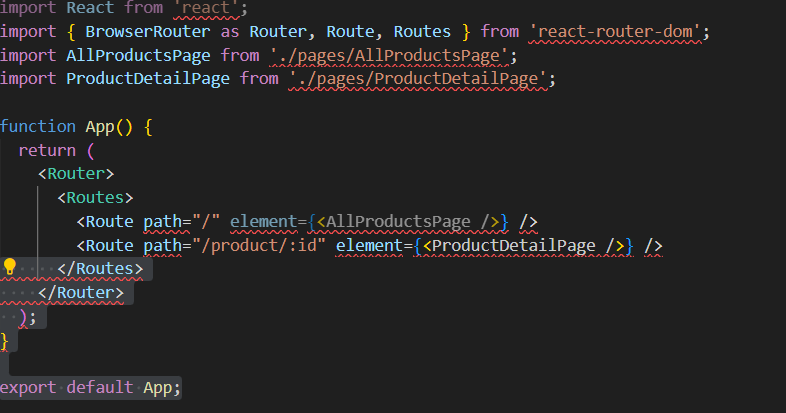 import React from 'react';
import { BrowserRouter as Router, Route, Routes } from 'react-router-dom';
import AllProductsPage from './pages/AllProductsPage';
import ProductDetailPage from './pages/ProductDetailPage';
function App() {
return (
<Router>
<Routes>
<Route path="/" element={<AllProductsPage />} />
<Route path="/product/:id" element={<ProductDetailPage />} />
</Routes>
</Router>
);
}
export default App;